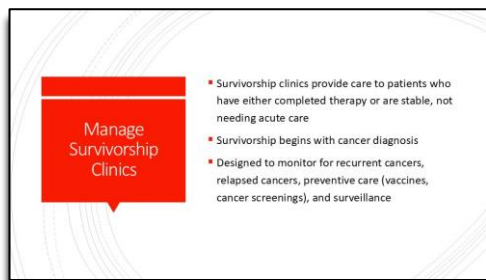 Manage
Survivorship
Clinics
▪ Survivorship clinics provide care to patients who
have either completed therapy or are stable, not
needing acute care
▪ Survivorship begins with cancer diagnosis
▪ Designed to monitor for recurrent cancers,
relapsed cancers, preventive care (vaccines,
cancer screenings), and surveillance